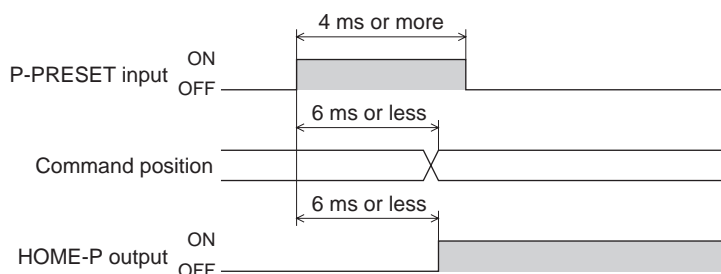 4 ms or more
ON
P-PRESET input
OFF
6 ms or less
Command position
6 ms or less
ON
HOME-P output
OFF